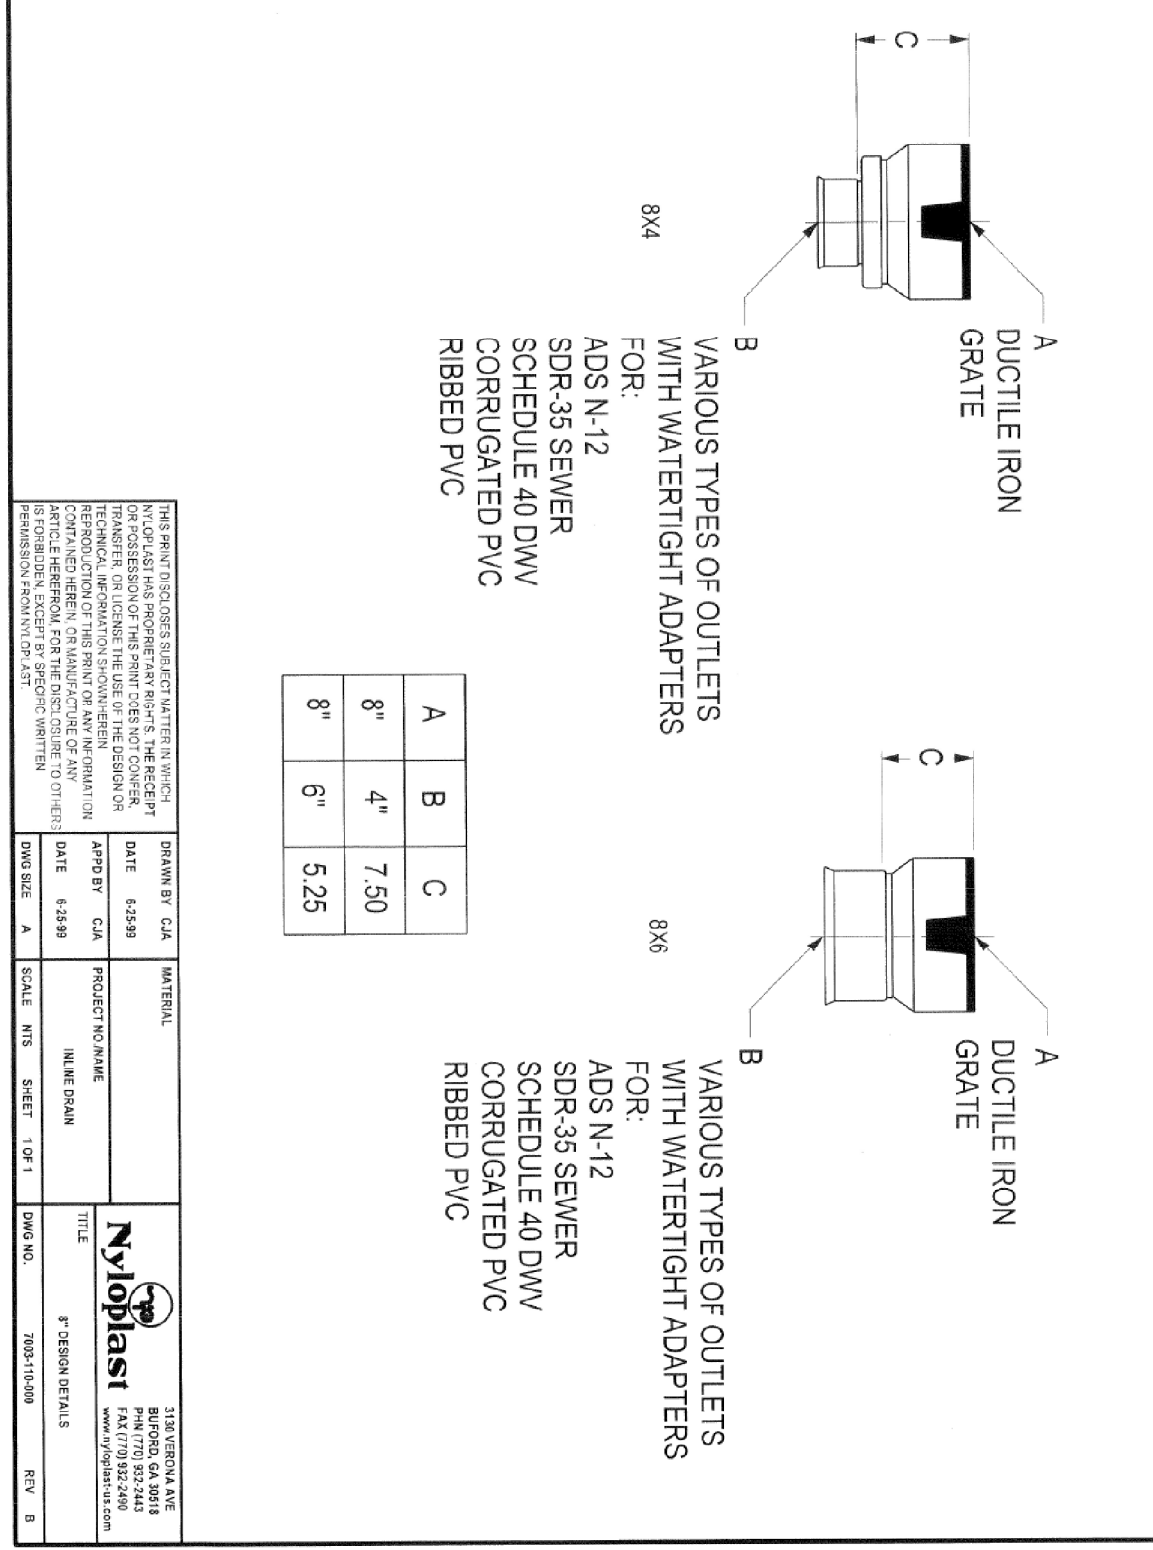 C
8X4
A
DUCTILE IRON
GRATE
B
VARIOUS TYPES OF OUTLETS
WITH WATERTIGHT ADAPTERS
FOR:
ADS N-12
SDR-35 SEWER
SCHEDULE 40 DWV
CORRUGATED PVC
RIBBED PVC
C
8X6
A
DUCTILE IRON
GRATE
B
VARIOUS TYPES OF OUTLETS
WITH WATERTIGHT ADAPTERS
FOR:
ADS N-12
SDR-35 SEWER
SCHEDULE 40 DWV
CORRUGATED PVC
RIBBED PVC
A B C
8" 4" 7.50
8" 6" 5.25
THIS PRINT DISCLOSES SUBJECT MATTER IN WHICH
NYLOPLAST HAS PROPRIETARY RIGHTS. THE RECEIPT
OR POSSESSION OF THIS PRINT DOES NOT CONFER,
TRANSFER, OR LICENSE THE USE OF THE DESIGN OR
TECHNICAL INFORMATION SHOWN HEREIN
REPRODUCTION OF THIS PRINT OR ANY INFORMATION
CONTAINED HEREIN, OR MANUFACTURE OF ANY
ARTICLE HEREFROM, FOR THE DISCLOSURE TO OTHERS
IS FORBIDDEN, EXCEPT BY SPECIFIC WRITTEN
PERMISSION FROM NYLOPLAST.
DRAWN BY CJA
DATE 6-25-99
APPD BY CJA
DATE 6-25-99
DWG SIZE A
MATERIAL
PROJECT NO./NAME
INLINE DRAIN
SCALE NTS SHEET 1 OF 1
Nyloplast
3130 VERONA AVE
BUFORD, GA 30518
PHN (770) 932-2443
FAX (770) 932-2490
www.nyloplast-us.com
TITLE
8" DESIGN DETAILS
DWG NO. 7003-110-000 REV B